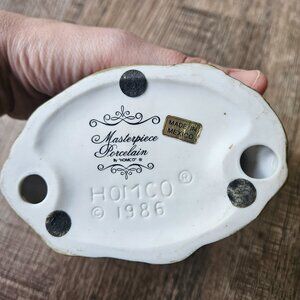 Masterpiece
Porcelain
By "HOMCO" ®
MADE IN
MEXICO
HOMCO ®
© 1986